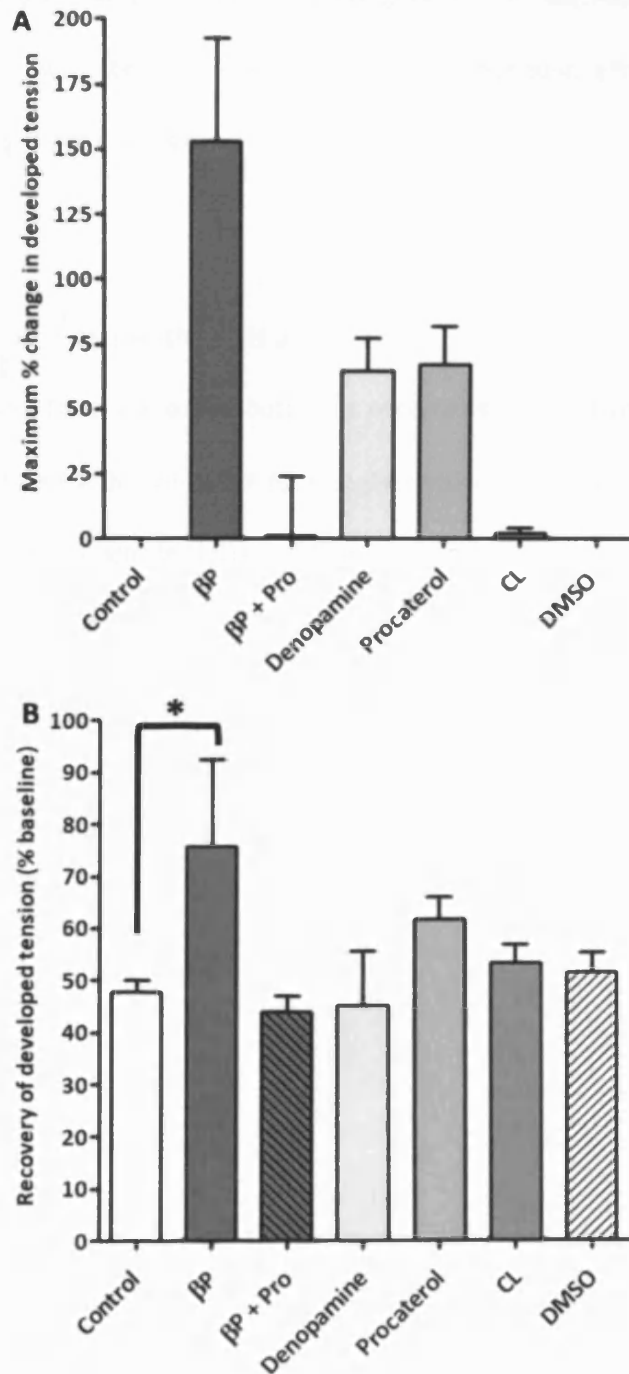 A
Maximum % change in developed tension
200
175
150
125
100
75
50
25
0
Control
βP
βP + Pro
Denopamine
Procaterol
CL
DMSO
B
Recovery of developed tension (% baseline)
100
90
80
70
60
50
40
30
20
10
0
*
Control
βP
βP + Pro
Denopamine
Procaterol
CL
DMSO